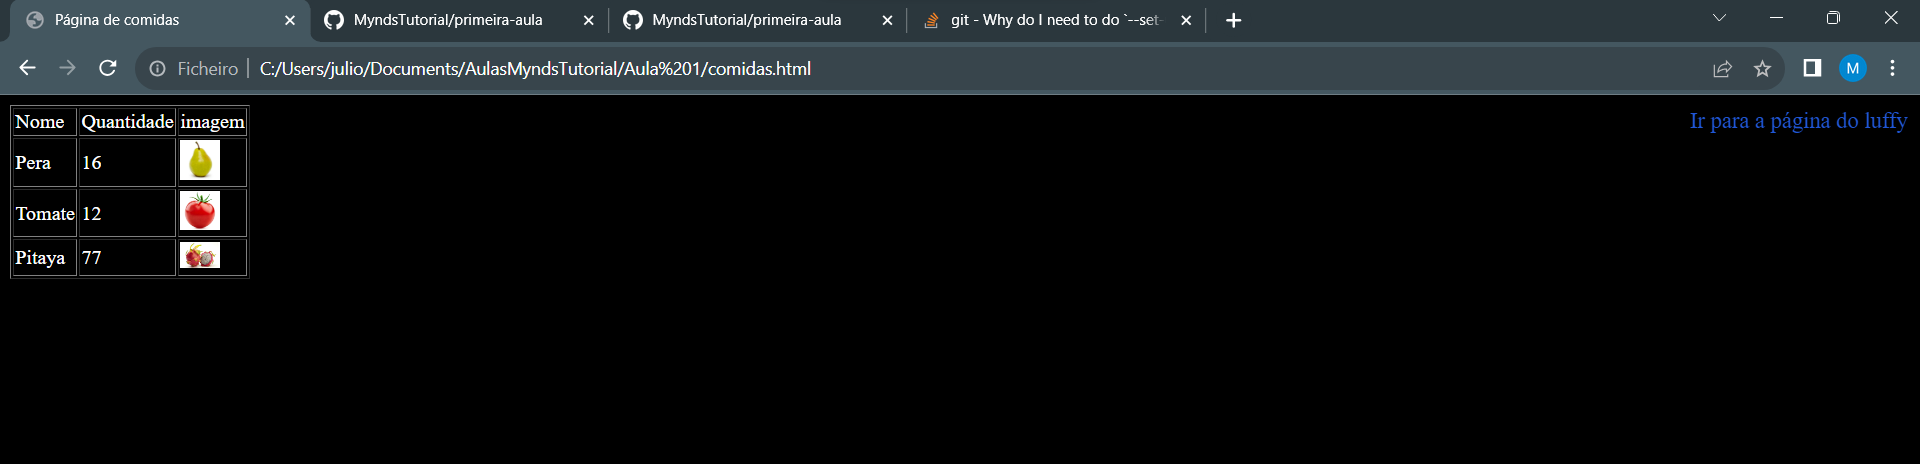 Página de comidas
MyndsTutorial/primeira-aula
MyndsTutorial/primeira-aula
git - Why do I need to do `--set-
Ficheiro
C:/Users/julio/Documents/AulasMyndsTutorial/Aula%201/comidas.html
M
Nome Quantidade imagem
Ir para a página do luffy
Pera 16
Tomate 12
Pitaya 77